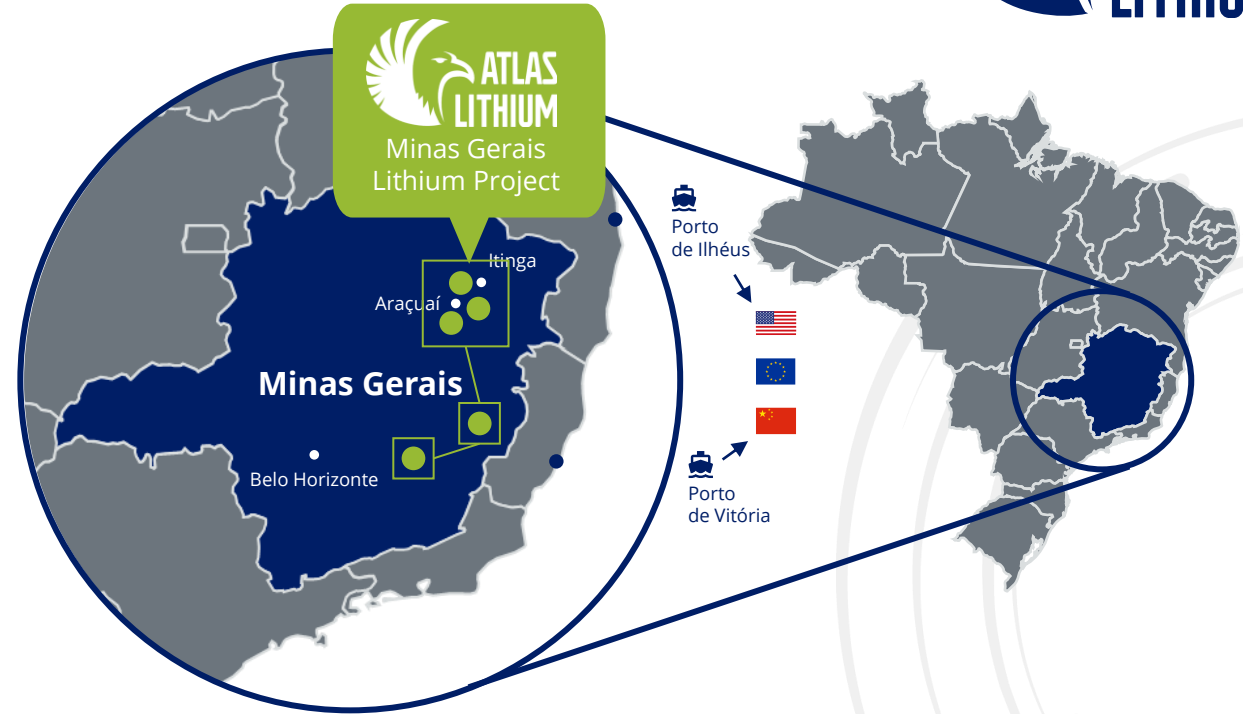 ATLAS
LITHIUM
Minas Gerais
Lithium Project
Itinga
Araçuaí
Minas Gerais
Belo Horizonte
Porto
de Ilhéus
Porto
de Vitória